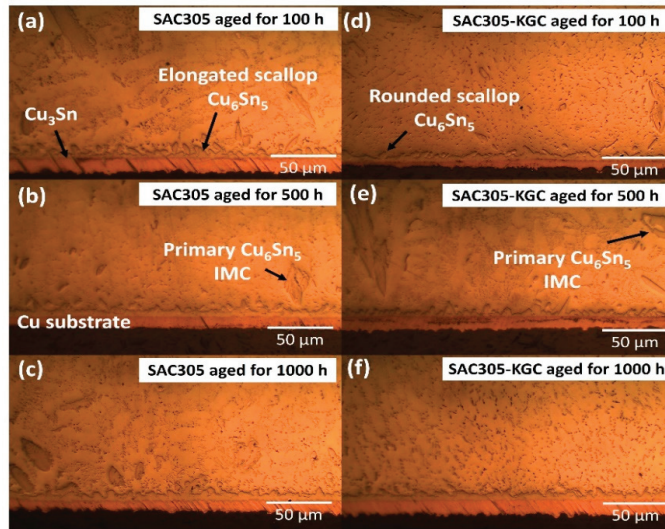 (a)
SAC305 aged for 100 h
Elongated scallop
Cu₆Sn₅
Cu₃Sn
50 μm
(d)
SAC305-KGC aged for 100 h
Rounded scallop
Cu₆Sn₅
50 μm
(b)
SAC305 aged for 500 h
Primary Cu₆Sn₅
IMC
Cu substrate
50 μm
(e)
SAC305-KGC aged for 500 h
Primary Cu₆Sn₅
IMC
50 μm
(c)
SAC305 aged for 1000 h
50 μm
(f)
SAC305-KGC aged for 1000 h
50 μm